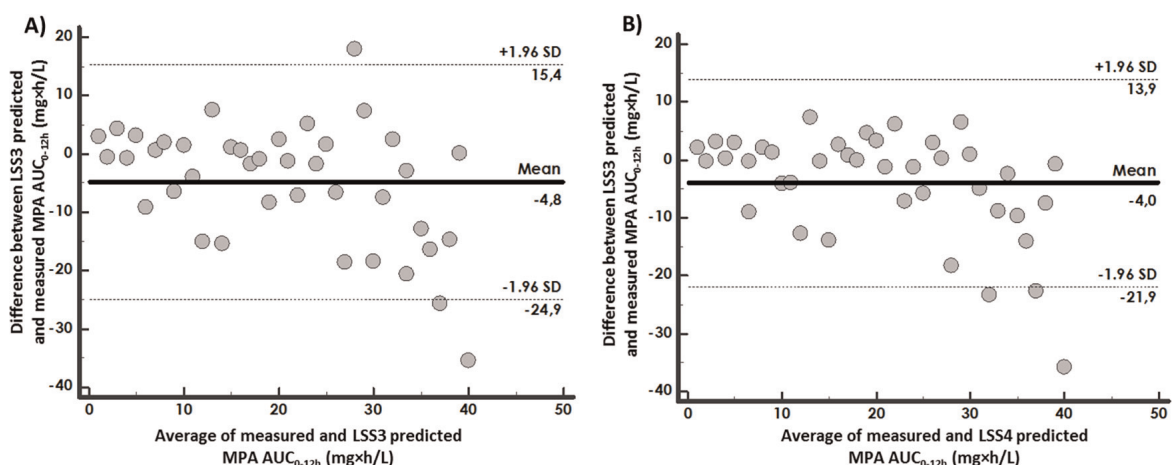 A)
Difference between LSS3 predicted
and measured MPA AUC0-12h (mg×h/L)
20
10
0
-10
-20
-30
-40
+1.96 SD
15,4
Mean
-4,8
-1.96 SD
-24,9
0 10 20 30 40 50
Average of measured and LSS3 predicted
MPA AUC0-12h (mg×h/L)
B)
Difference between LSS3 predicted
and measured MPA AUC0-12h (mg×h/L)
20
10
0
-10
-20
-30
-40
+1.96 SD
13,9
Mean
-4,0
-1.96 SD
-21,9
0 10 20 30 40 50
Average of measured and LSS4 predicted
MPA AUC0-12h (mg×h/L)